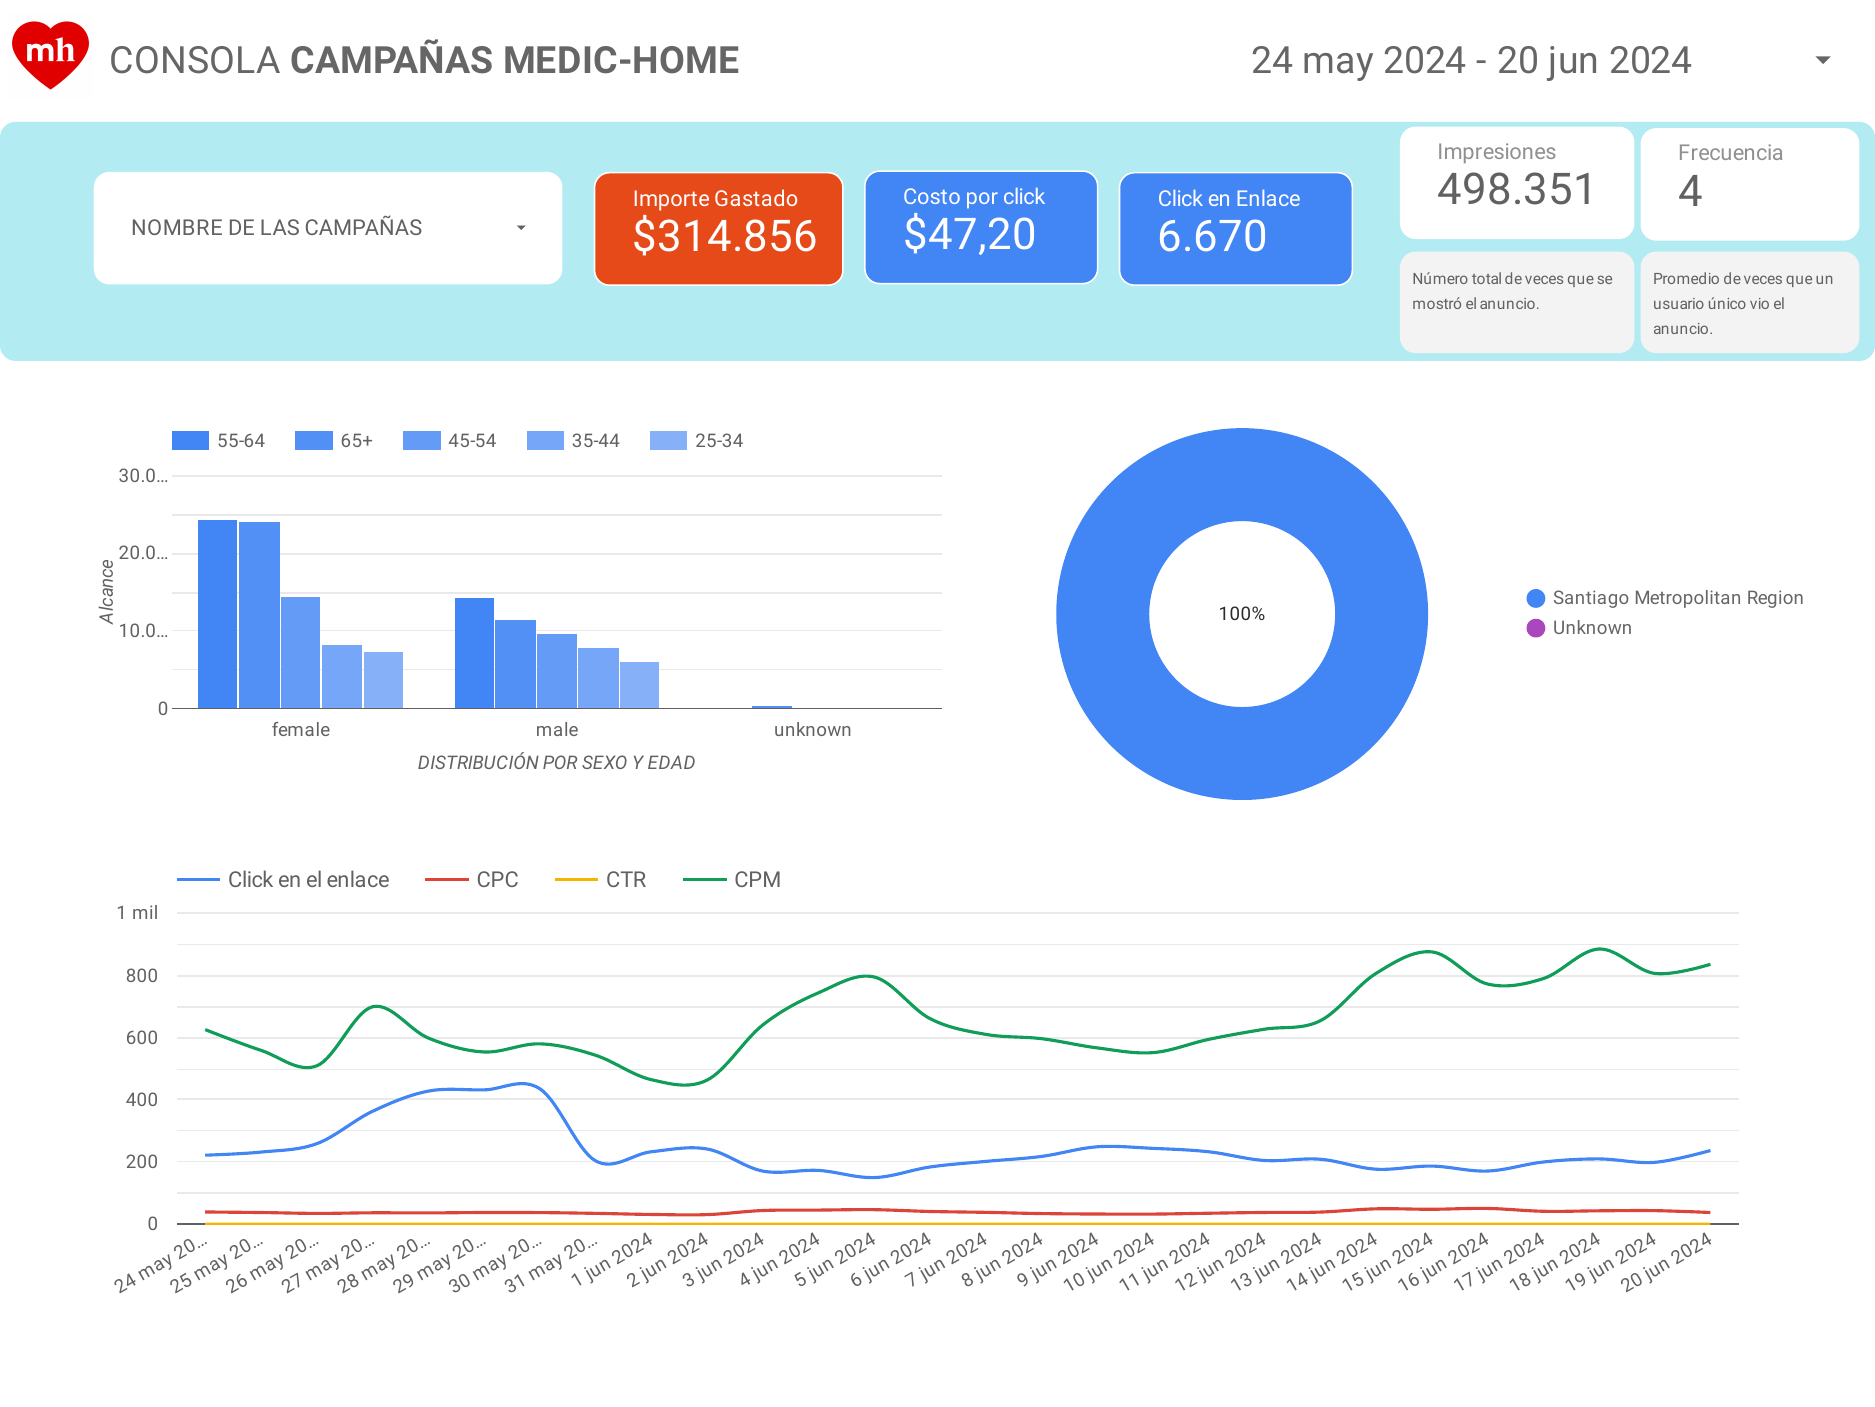 mh
CONSOLA CAMPAÑAS MEDIC-HOME
24 may 2024 - 20 jun 2024
NOMBRE DE LAS CAMPAÑAS
Importe Gastado
$314.856
Costo por click
$47,20
Click en Enlace
6.670
Impresiones
498.351
Frecuencia
4
Número total de veces que se
mostró el anuncio.
Promedio de veces que un
usuario único vio el
anuncio.
55-64 65+ 45-54 35-44 25-34
30.0...
20.0...
10.0...
0
Alcance
female male unknown
DISTRIBUCIÓN POR SEXO Y EDAD
100%
Santiago Metropolitan Region
Unknown
Click en el enlace CPC CTR CPM
1 mil
800
600
400
200
0
24 may 20...
25 may 20...
26 may 20...
27 may 20...
28 may 20...
29 may 20...
30 may 20...
31 may 20...
1 jun 2024
2 jun 2024
3 jun 2024
4 jun 2024
5 jun 2024
6 jun 2024
7 jun 2024
8 jun 2024
9 jun 2024
10 jun 2024
11 jun 2024
12 jun 2024
13 jun 2024
14 jun 2024
15 jun 2024
16 jun 2024
17 jun 2024
18 jun 2024
19 jun 2024
20 jun 2024